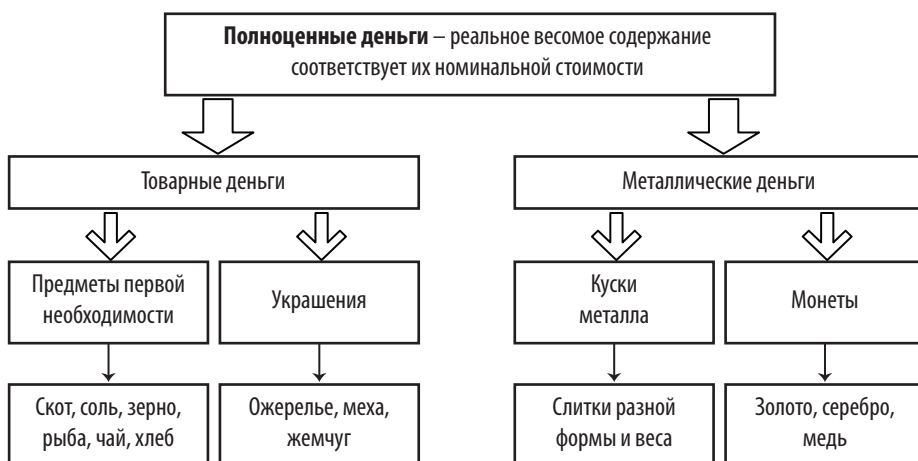 Полноценные деньги – реальное весомое содержание
соответствует их номинальной стоимости
Товарные деньги
Металлические деньги
Предметы первой
необходимости
Украшения
Куски
металла
Монеты
Скот, соль, зерно,
рыба, чай, хлеб
Ожерелье, меха,
жемчуг
Слитки разной
формы и веса
Золото, серебро,
медь